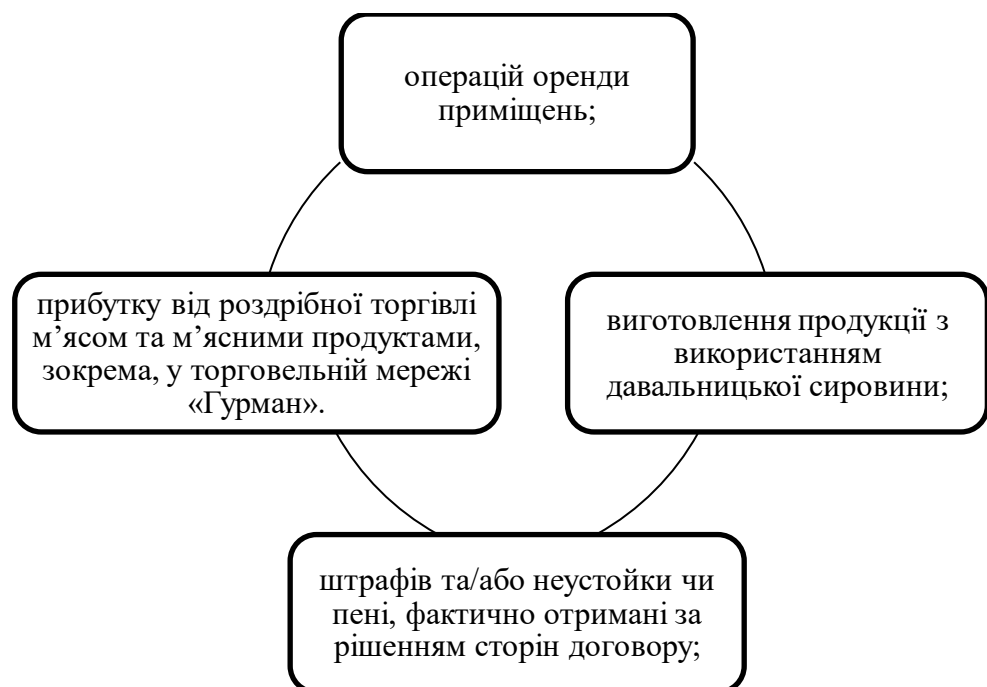 операцій оренди
приміщень;
виготовлення продукції з
використанням
давальницької сировини;
штрафів та/або неустойки чи
пені, фактично отримані за
рішенням сторін договору;
прибутку від роздрібної торгівлі
м’ясом та м’ясними продуктами,
зокрема, у торговельній мережі
«Гурман».